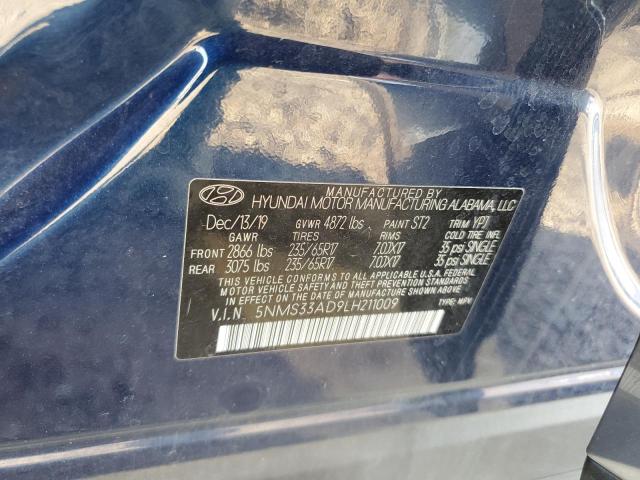 MANUFACTURED BY
HYUNDAI MOTOR MANUFACTURING ALABAMA, LLC
Dec/13/19 GVWR 4872 lbs PAINT ST2 TRIM YPT
GAWR TIRES RIMS COLD TIRE INFL
FRONT 2866 lbs 235/65R17 7.0JX17 35 psi SINGLE
REAR 3075 lbs 235/65R17 7.0JX17 35 psi SINGLE
THIS VEHICLE CONFORMS TO ALL APPLICABLE U.S.A. FEDERAL
MOTOR VEHICLE SAFETY AND THEFT PREVENTION STANDARDS
IN EFFECT ON THE DATE OF MANUFACTURE SHOWN ABOVE.
V.I.N. 5NMS33AD9LH211009 TYPE: MPV